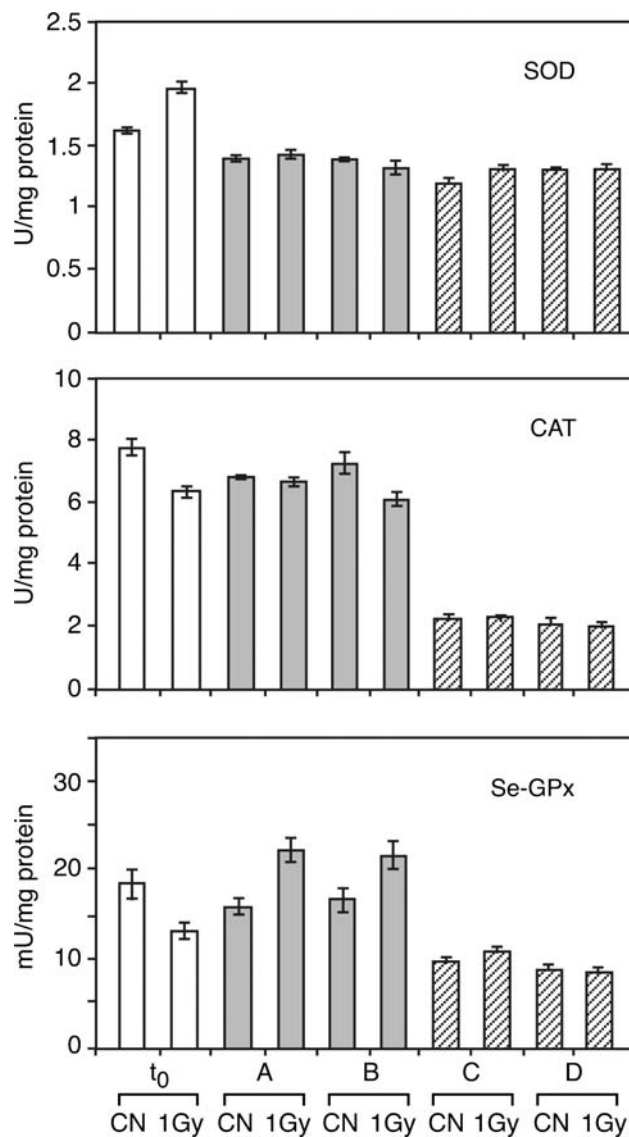 2.5
SOD
2
1.5
1
0.5
0
U/mg protein
10
CAT
8
6
4
2
0
U/mg protein
30
Se-GPx
20
10
0
mU/mg protein
t0 A B C D
CN 1Gy CN 1Gy CN 1Gy CN 1Gy CN 1Gy